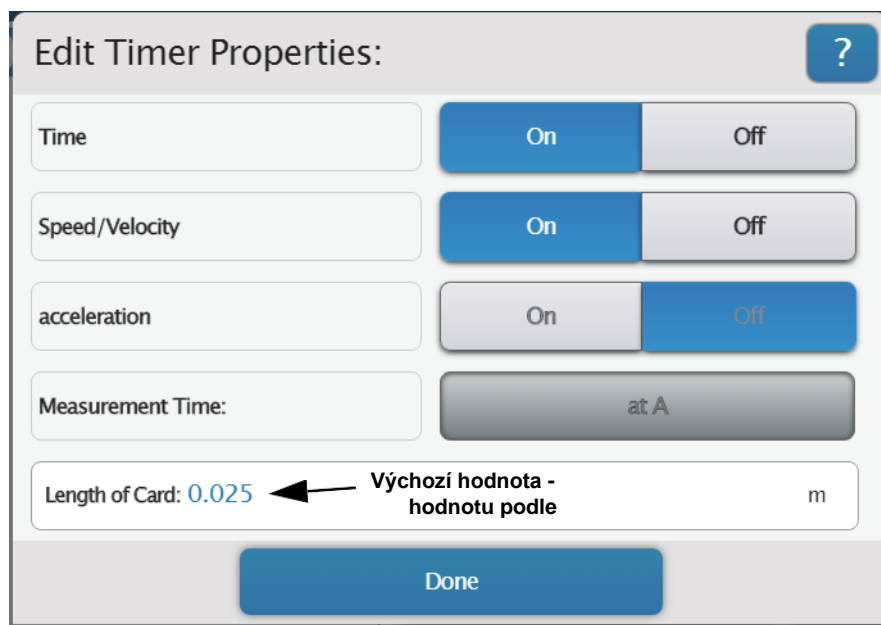 Edit Timer Properties:
?
Time
On
Off
Speed/Velocity
On
Off
acceleration
On
Off
Measurement Time:
at A
Length of Card: 0.025
Výchozí hodnota -
hodnotu podle
m
Done